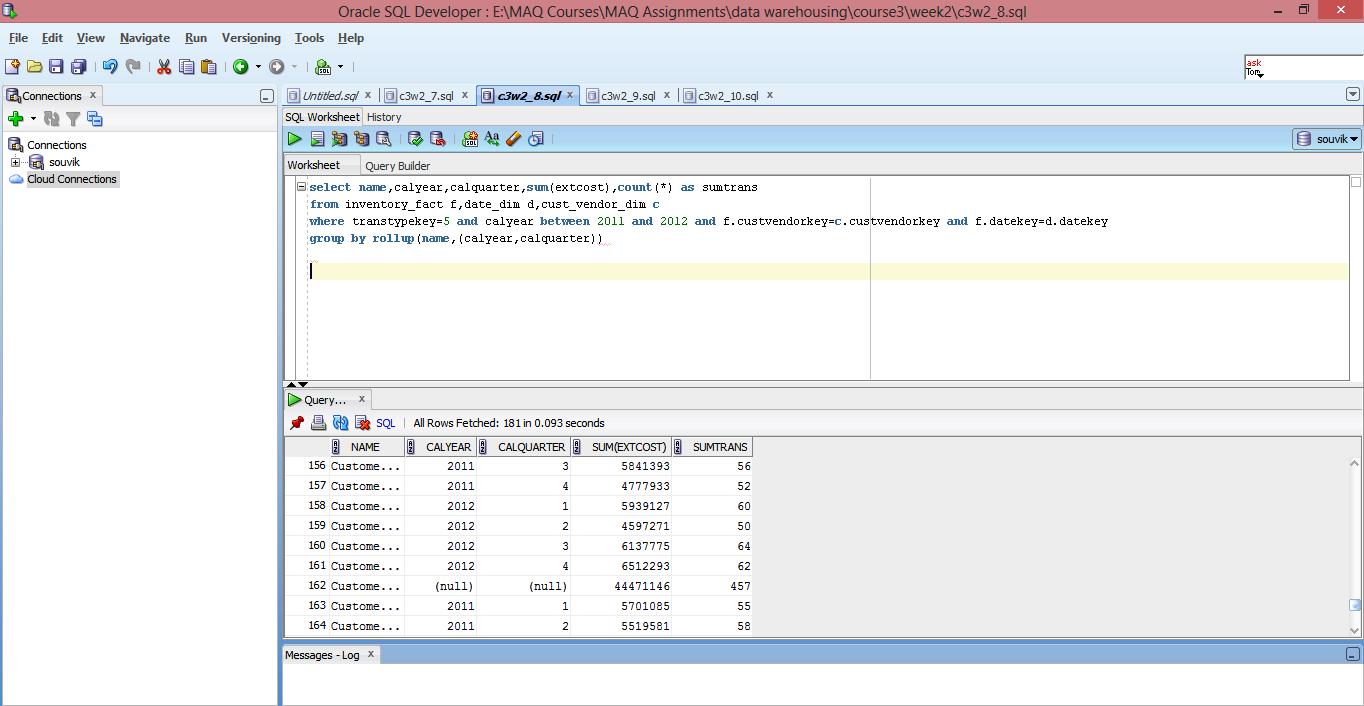 Oracle SQL Developer : E:\MAQ Courses\MAQ Assignments\data warehousing\course3\week2\c3w2_8.sql
File Edit View Navigate Run Versioning Tools Help
ask
Tom
Connections x
Untitled.sql x c3w2_7.sql x c3w2_8.sql x c3w2_9.sql x c3w2_10.sql x
SQL Worksheet History
souvik
Connections
souvik
Cloud Connections
Worksheet Query Builder
select name,calyear,calquarter,sum(extcost),count(*) as sumtrans
from inventory_fact f,date_dim d,cust_vendor_dim c
where transtypekey=5 and calyear between 2011 and 2012 and f.custvendorkey=c.custvendorkey and f.datekey=d.datekey
group by rollup(name,(calyear,calquarter))
Query... x
SQL All Rows Fetched: 181 in 0.093 seconds
NAME CALYEAR CALQUARTER SUM(EXTCOST) SUMTRANS
156 Custome... 2011 3 5841393 56
157 Custome... 2011 4 4777933 52
158 Custome... 2012 1 5939127 60
159 Custome... 2012 2 4597271 50
160 Custome... 2012 3 6137775 64
161 Custome... 2012 4 6512293 62
162 Custome... (null) (null) 44471146 457
163 Custome... 2011 1 5701085 55
164 Custome... 2011 2 5519581 58
Messages - Log x